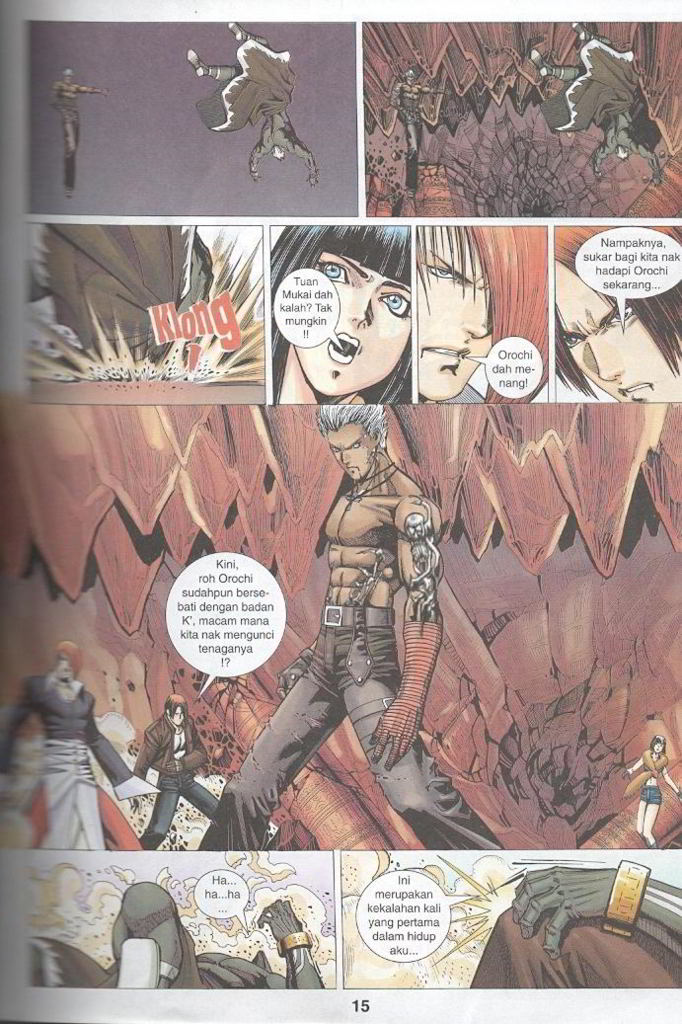 Klong
!
Tuan
Mukai dah
kalah? Tak
mungkin
!!
Orochi
dah me-
nang!
Nampaknya,
sukar bagi kita nak
hadapi Orochi
sekarang...
Kini,
roh Orochi
sudahpun berse-
bati dengan badan
K', macam mana
kita nak mengunci
tenaganya
!?
Ha...
ha...ha
...
Ini
merupakan
kekalahan kali
yang pertama
dalam hidup
aku...
15